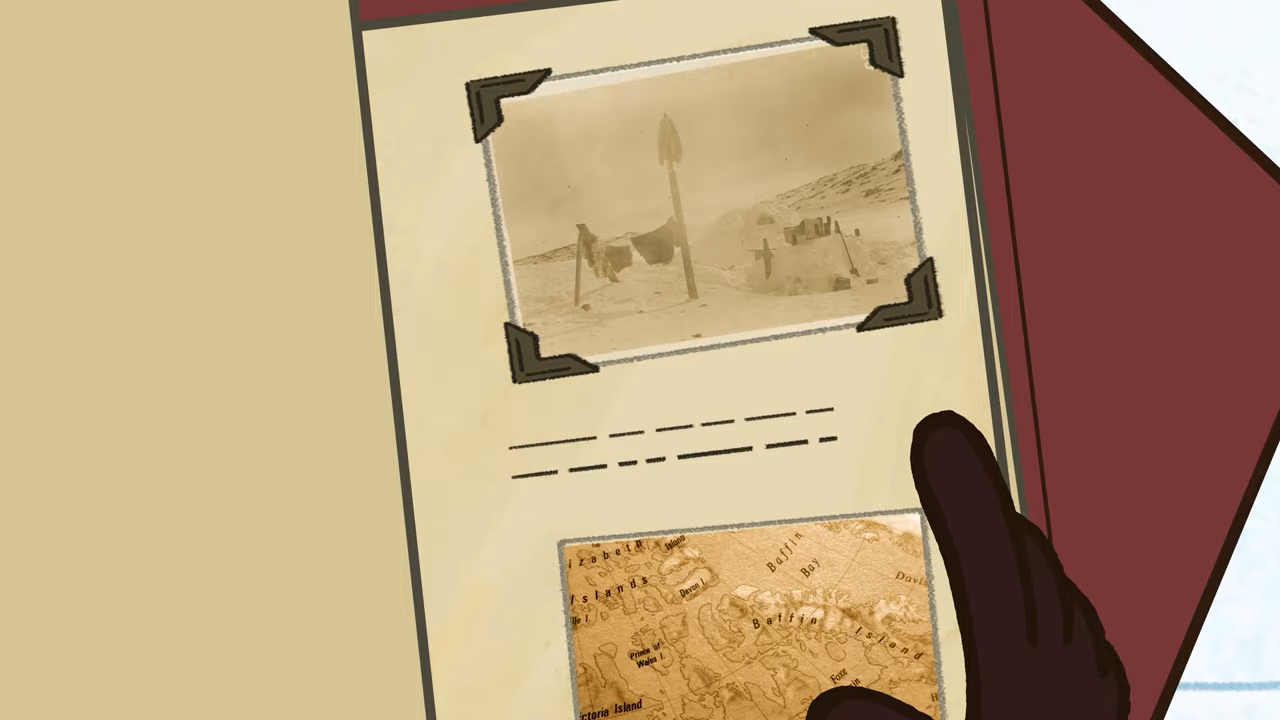 izabeth
Island
Islands
Devon I.
Baffin
Bay
Davis
Baffin Island
Prince of
Wales I.
Foxe
ctoria Island